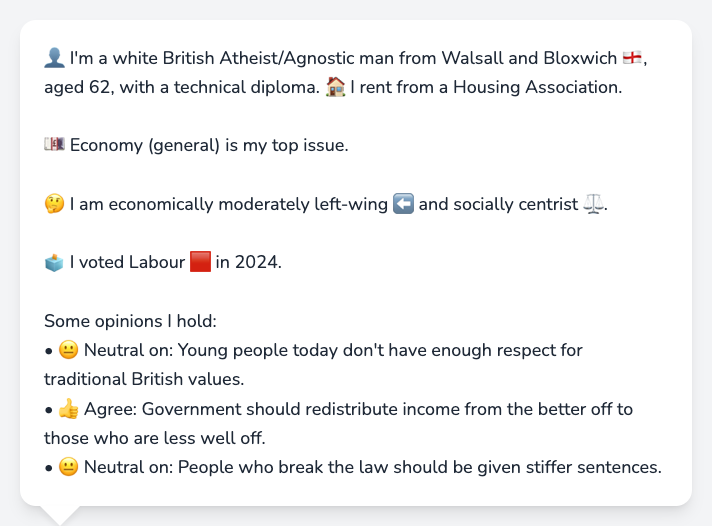 👤 I'm a white British Atheist/Agnostic man from Walsall and Bloxwich 🏴󠁧󠁢󠁥󠁮󠁧󠁿,
aged 62, with a technical diploma. 🏠 I rent from a Housing Association.
💷 Economy (general) is my top issue.
🤔 I am economically moderately left-wing ⬅️ and socially centrist ⚖️.
🗳️ I voted Labour 🟥 in 2024.
Some opinions I hold:
• 😐 Neutral on: Young people today don't have enough respect for
traditional British values.
• 👍 Agree: Government should redistribute income from the better off to
those who are less well off.
• 😐 Neutral on: People who break the law should be given stiffer sentences.